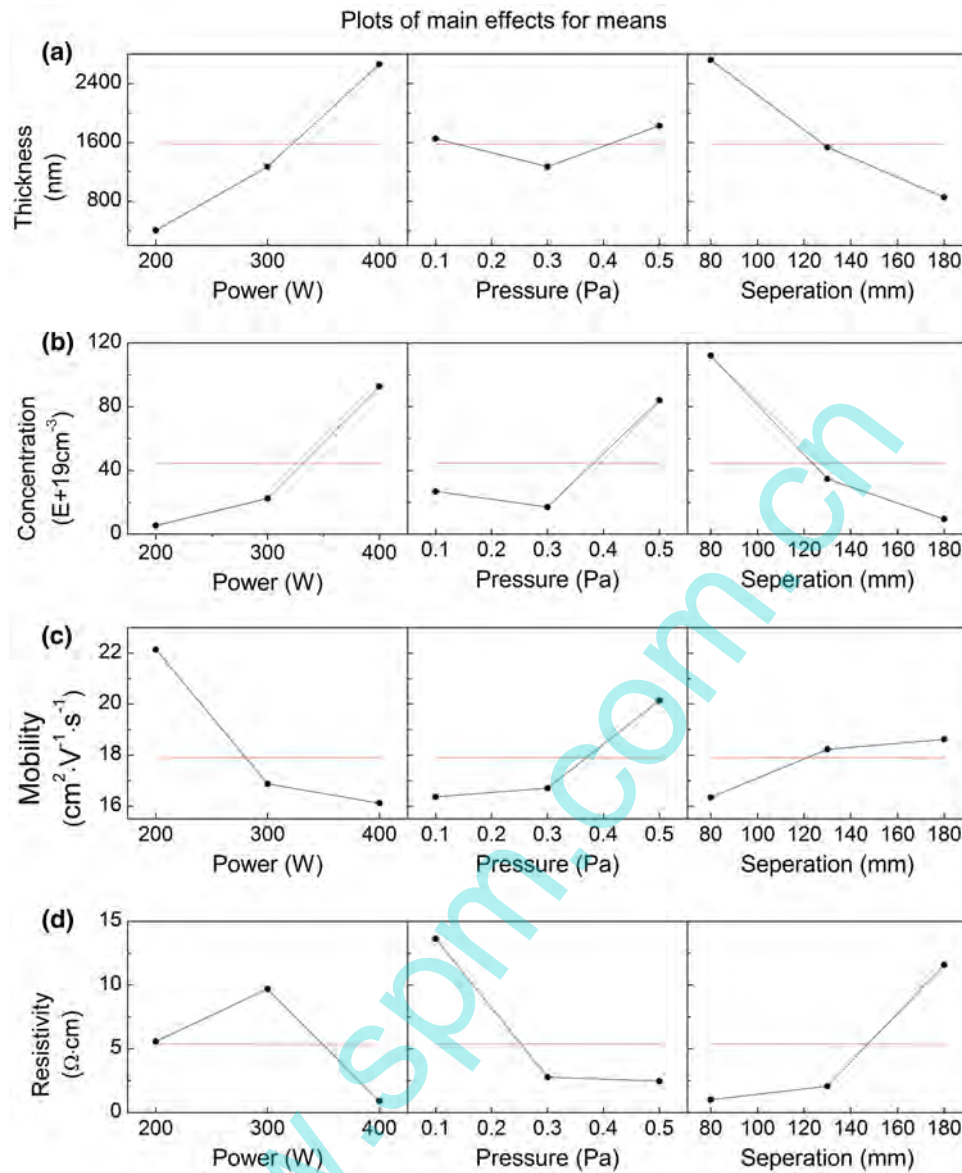 Plots of main effects for means
(a)
Thickness
(nm)
2400
1600
800
200 300 400
0.1 0.2 0.3 0.4 0.5
80 100 120 140 160 180
Power (W)
Pressure (Pa)
Seperation (mm)
(b)
Concentration
(E+19cm⁻³)
120
80
40
0
200 300 400
0.1 0.2 0.3 0.4 0.5
80 100 120 140 160 180
Power (W)
Pressure (Pa)
Seperation (mm)
(c)
Mobility
(cm²·V⁻¹·s⁻¹)
22
20
18
16
200 300 400
0.1 0.2 0.3 0.4 0.5
80 100 120 140 160 180
Power (W)
Pressure (Pa)
Seperation (mm)
(d)
Resistivity
(Ω·cm)
15
10
5
0
200 300 400
0.1 0.2 0.3 0.4 0.5
80 100 120 140 160 180
Power (W)
Pressure (Pa)
Seperation (mm)
w.spm.com.cn